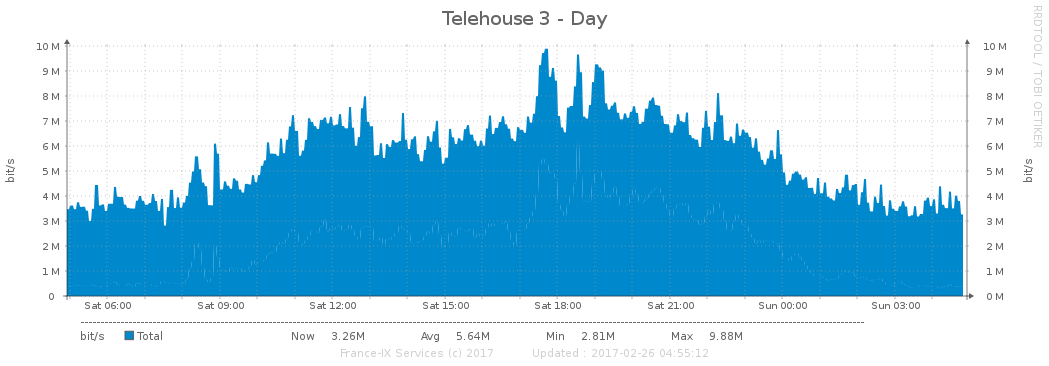 Telehouse 3 - Day
RRDTOOL / TOBI OETIKER
10 M 10 M
9 M 9 M
8 M 8 M
7 M 7 M
6 M 6 M
5 M 5 M
4 M 4 M
3 M 3 M
2 M 2 M
1 M 1 M
0 0 M
bit/s bit/s
Sat 06:00 Sat 09:00 Sat 12:00 Sat 15:00 Sat 18:00 Sat 21:00 Sun 00:00 Sun 03:00
bit/s Total Now 3.26M Avg 5.64M Min 2.81M Max 9.88M
France-IX Services (c) 2017 Updated : 2017-02-26 04:55:12